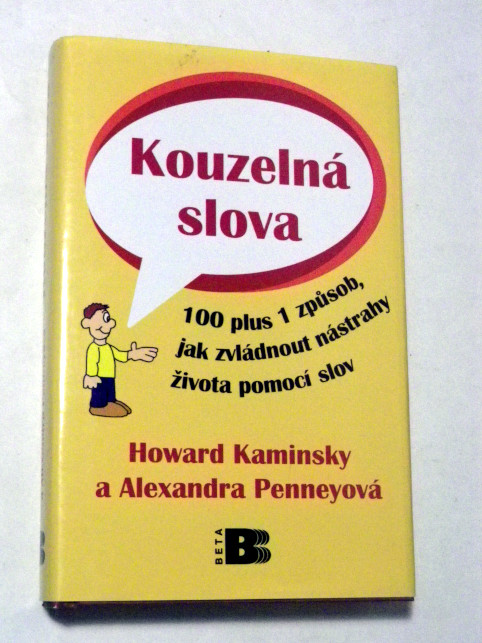 Kouzelná
slova
100 plus 1 způsob,
jak zvládnout nástrahy
života pomocí slov
Howard Kaminsky
a Alexandra Penneyová
BETA
B